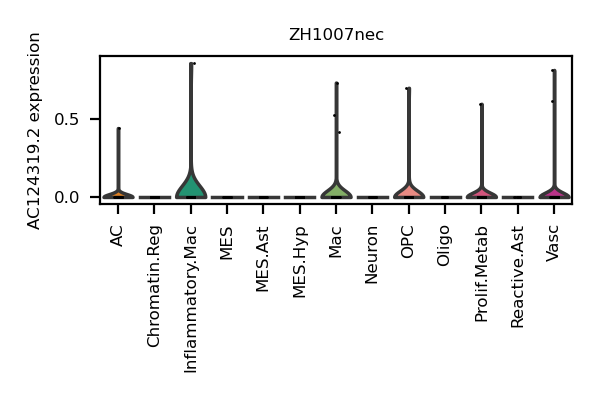 ZH1007nec
AC124319.2 expression
0.5
0.0
AC
Chromatin.Reg
Inflammatory.Mac
MES
MES.Ast
MES.Hyp
Mac
Neuron
OPC
Oligo
Prolif.Metab
Reactive.Ast
Vasc